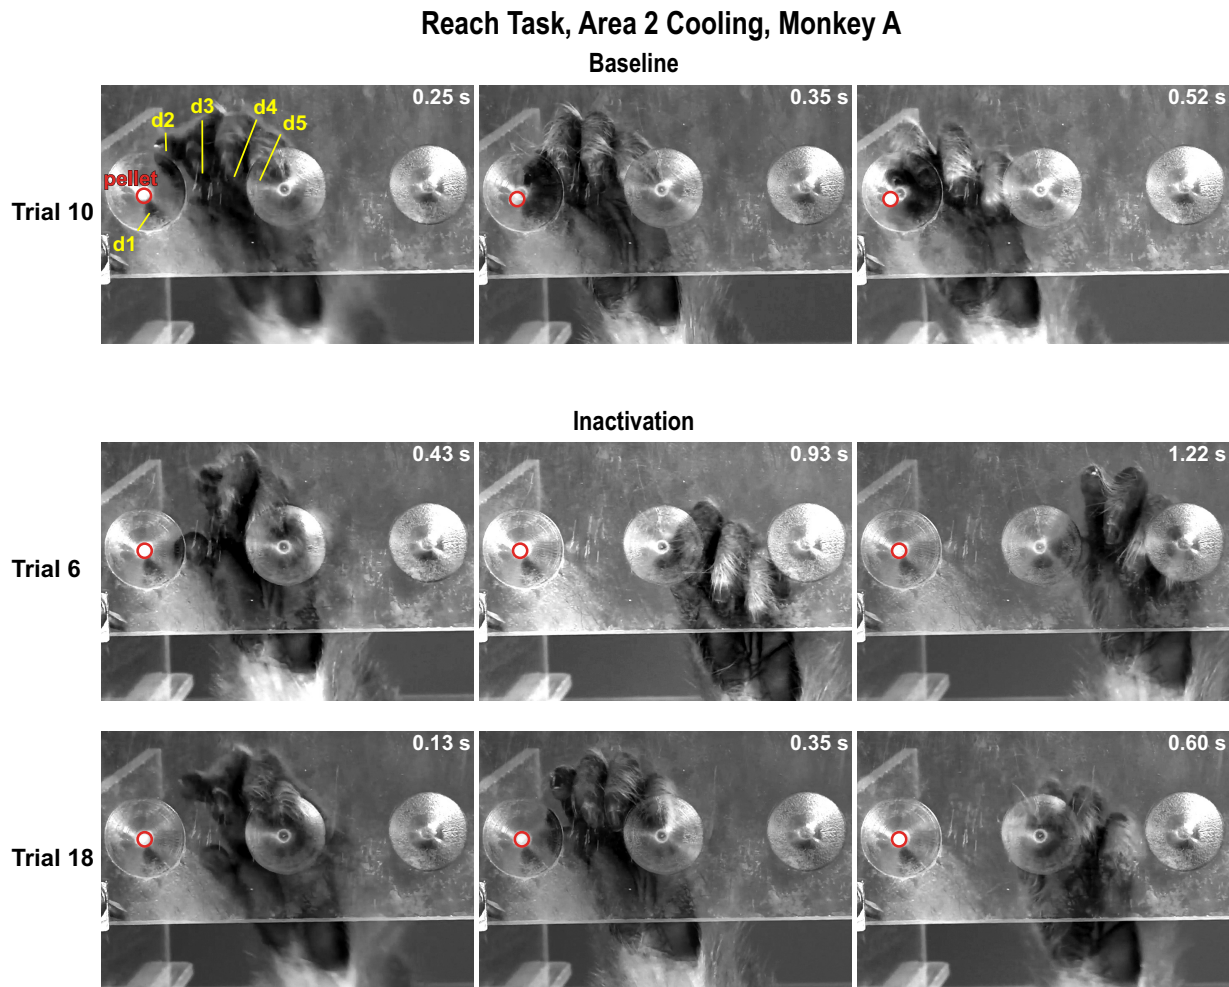 Reach Task, Area 2 Cooling, Monkey A
Baseline
Trial 10
0.25 s
d2
d3
d4
d5
pellet
d1
0.35 s
0.52 s
Inactivation
Trial 6
0.43 s
0.93 s
1.22 s
Trial 18
0.13 s
0.35 s
0.60 s